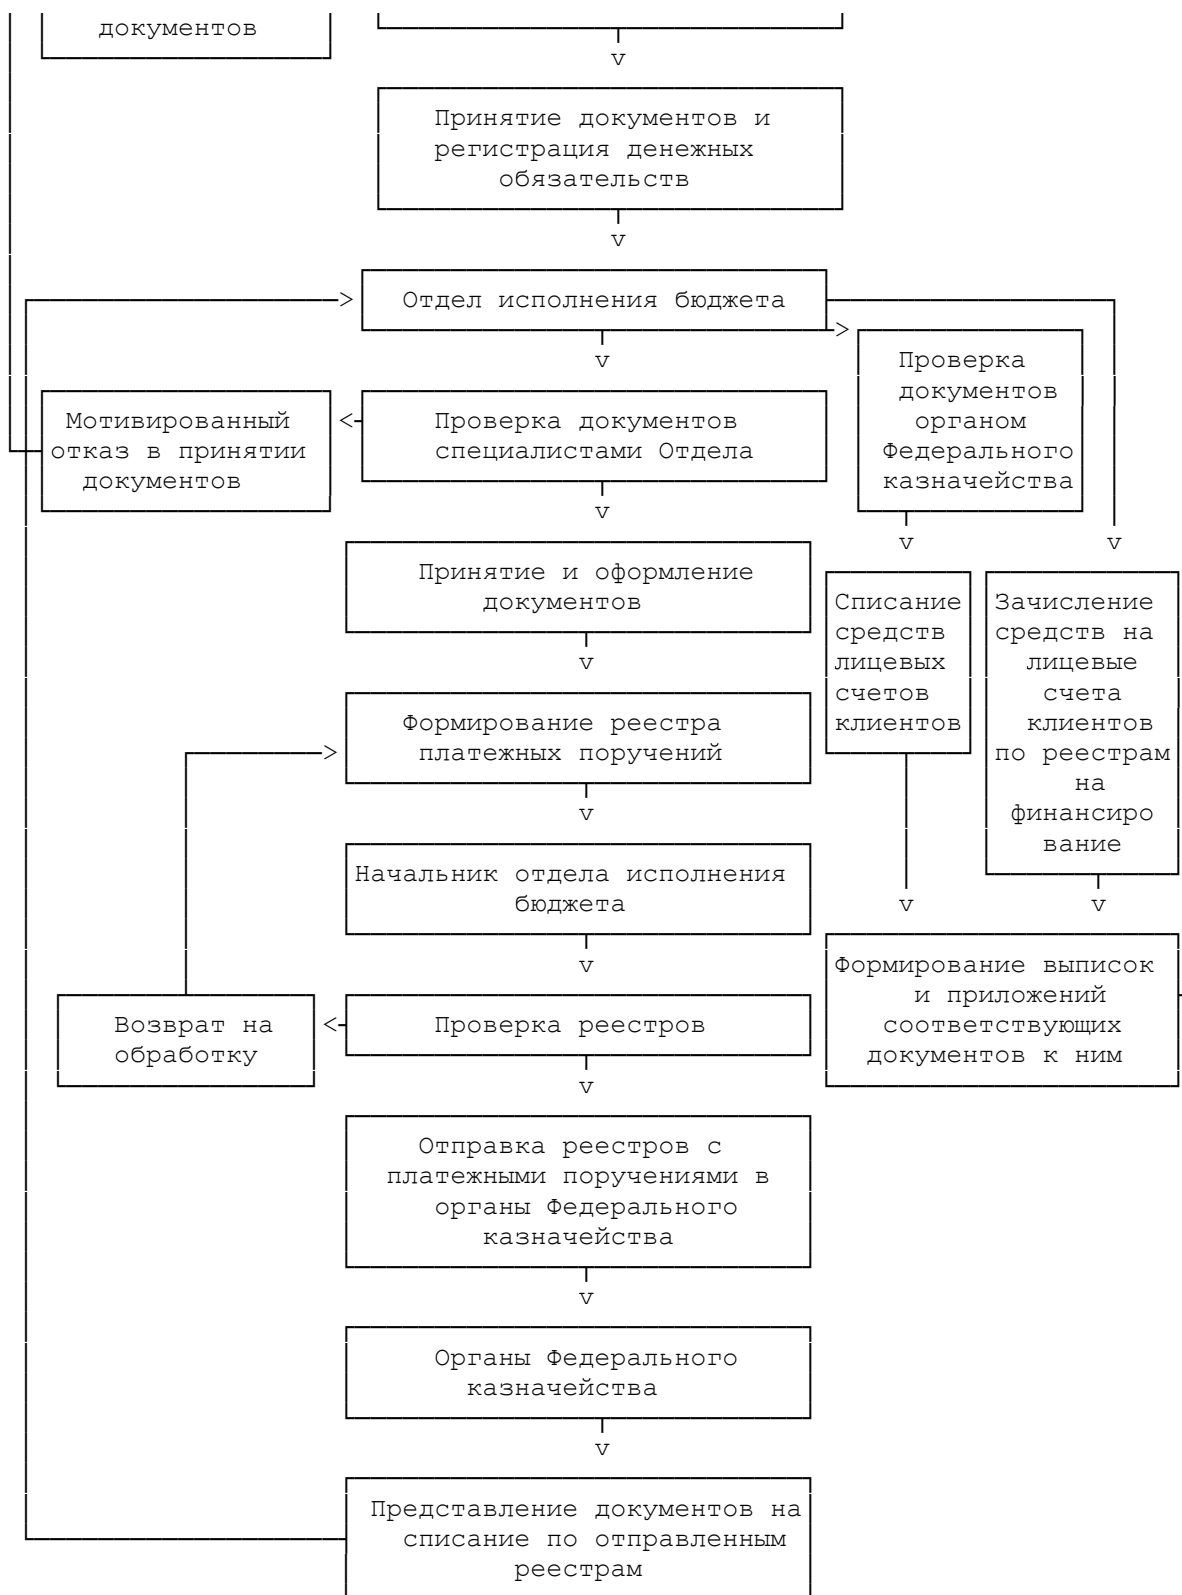 документов
v
Принятие документов и
регистрация денежных
обязательств
v
> Отдел исполнения бюджета
v
>
Проверка
документов
органом
Федерального
казначейства
Мотивированный
отказ в принятии
документов
<
Проверка документов
специалистами Отдела
v
v
v
Принятие и оформление
документов
Списание
средств
лицевых
счетов
клиентов
Зачисление
средств на
лицевые
счета
клиентов
по реестрам
на
финансиро
вание
v
>
Формирование реестра
платежных поручений
v
Начальник отдела исполнения
бюджета
v
v
v
Формирование выписок
и приложений
соответствующих
документов к ним
Возврат на
обработку
<
Проверка реестров
v
Отправка реестров с
платежными поручениями в
органы Федерального
казначейства
v
Органы Федерального
казначейства
v
Представление документов на
списание по отправленным
реестрам